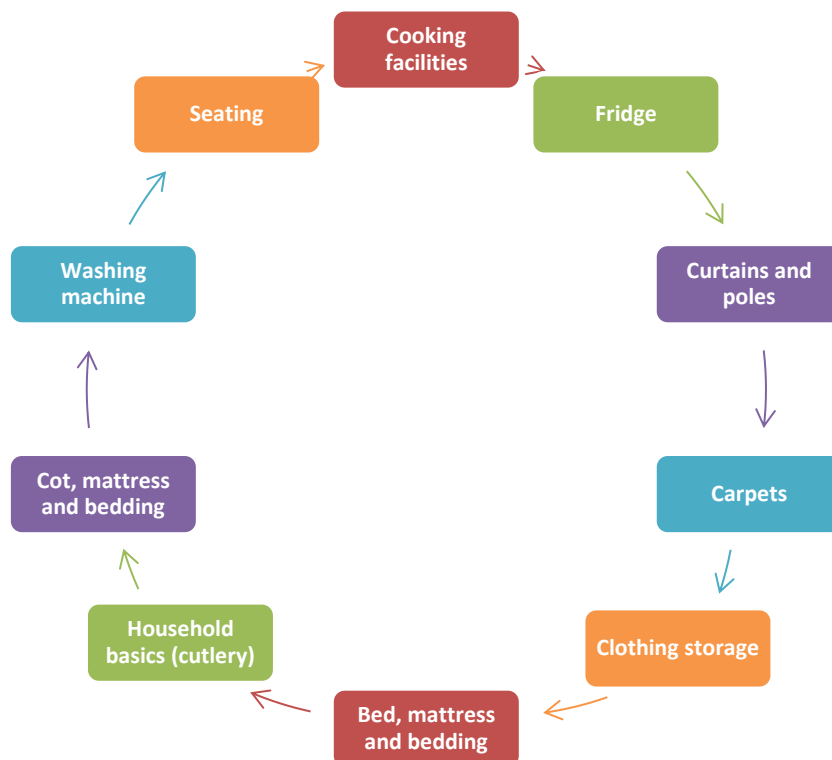 Cooking
facilities
Fridge
Curtains and
poles
Carpets
Clothing storage
Bed, mattress
and bedding
Household
basics (cutlery)
Cot, mattress
and bedding
Washing
machine
Seating